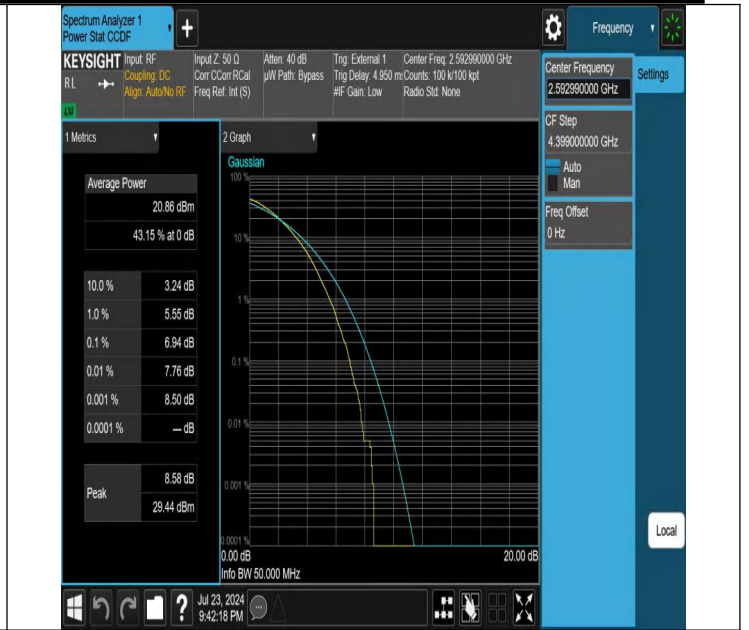 Spectrum Analyzer 1
Power Stat CCDF
Frequency
KEYSIGHT
RL
LXI
Input: RF
Coupling: DC
Align: Auto/No RF
Input Z: 50 Ω
Corr CCorr RCal
Freq Ref: Int (S)
Atten: 40 dB
µW Path: Bypass
Trig: External 1
Trig Delay: 4.950 ms
#IF Gain: Low
Center Freq: 2.592990000 GHz
Counts: 100 k/100 kpt
Radio Std: None
Center Frequency
2.592990000 GHz
Settings
CF Step
4.399000000 GHz
Auto
Man
Freq Offset
0 Hz
1 Metrics
Average Power
20.86 dBm
43.15 % at 0 dB
10.0 % 3.24 dB
1.0 % 5.55 dB
0.1 % 6.94 dB
0.01 % 7.76 dB
0.001 % 8.50 dB
0.0001 % --- dB
Peak
8.58 dB
29.44 dBm
2 Graph
Gaussian
100 %
10 %
1 %
0.1 %
0.01 %
0.001 %
0.0001 %
0.00 dB 20.00 dB
Info BW 50.000 MHz
Local
?
Jul 23, 2024
9:42:18 PM